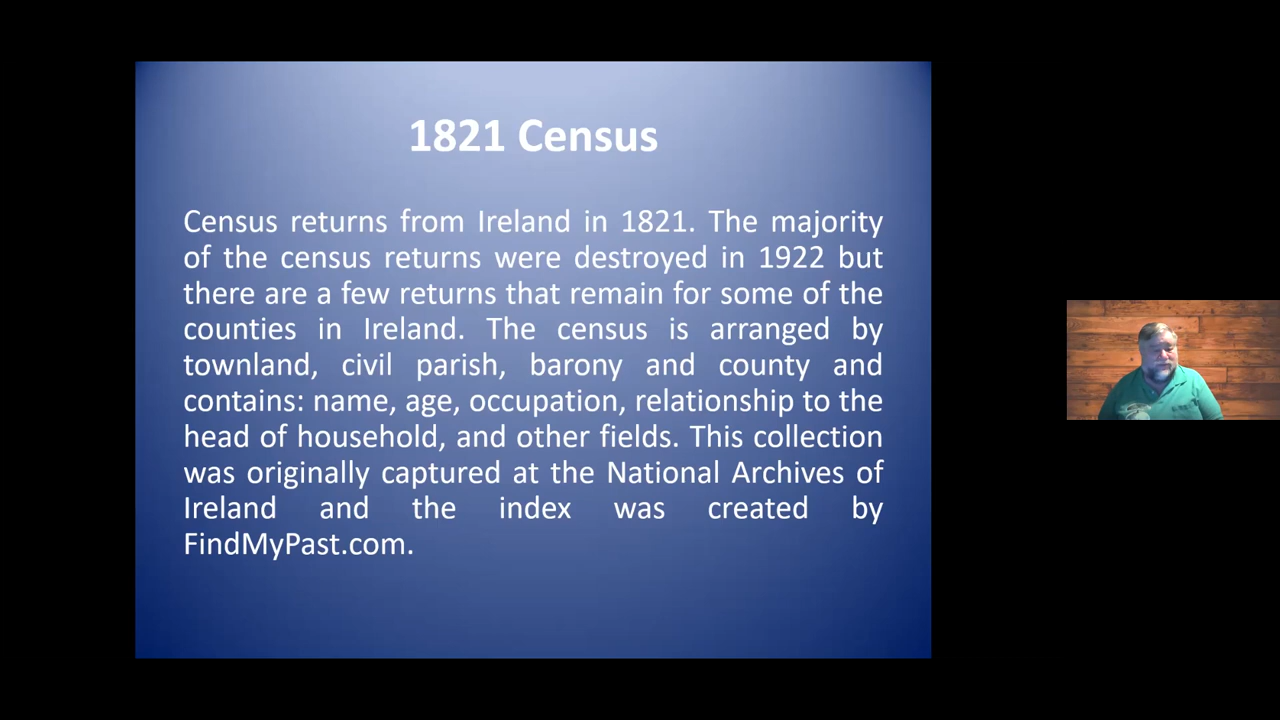 1821 Census
Census returns from Ireland in 1821. The majority
of the census returns were destroyed in 1922 but
there are a few returns that remain for some of the
counties in Ireland. The census is arranged by
townland, civil parish, barony and county and
contains: name, age, occupation, relationship to the
head of household, and other fields. This collection
was originally captured at the National Archives of
Ireland and the index was created by
FindMyPast.com.